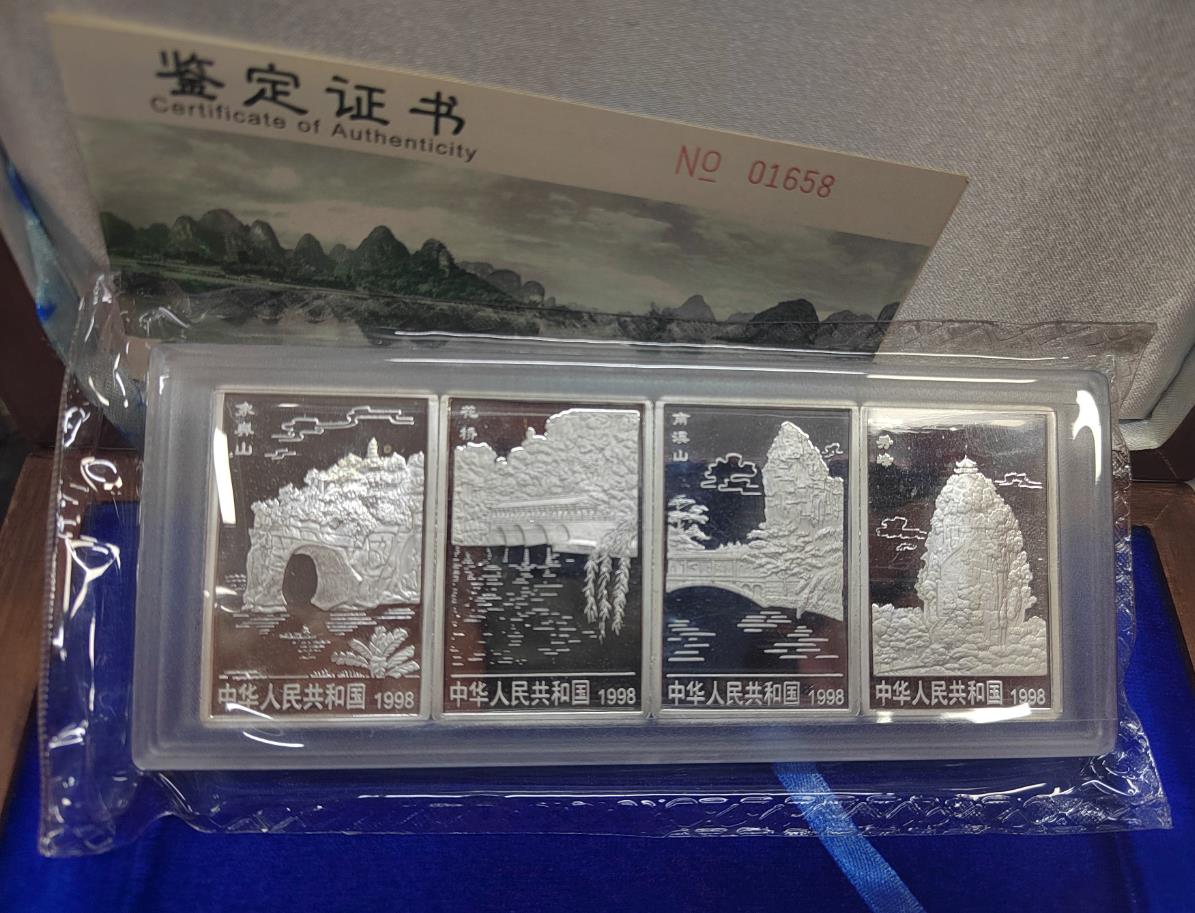 鉴定证书
Certificate of Authenticity
Nº 01658
象鼻山
花桥
南溪山
中华人民共和国 1998
中华人民共和国 1998
中华人民共和国 1998
中华人民共和国 1998